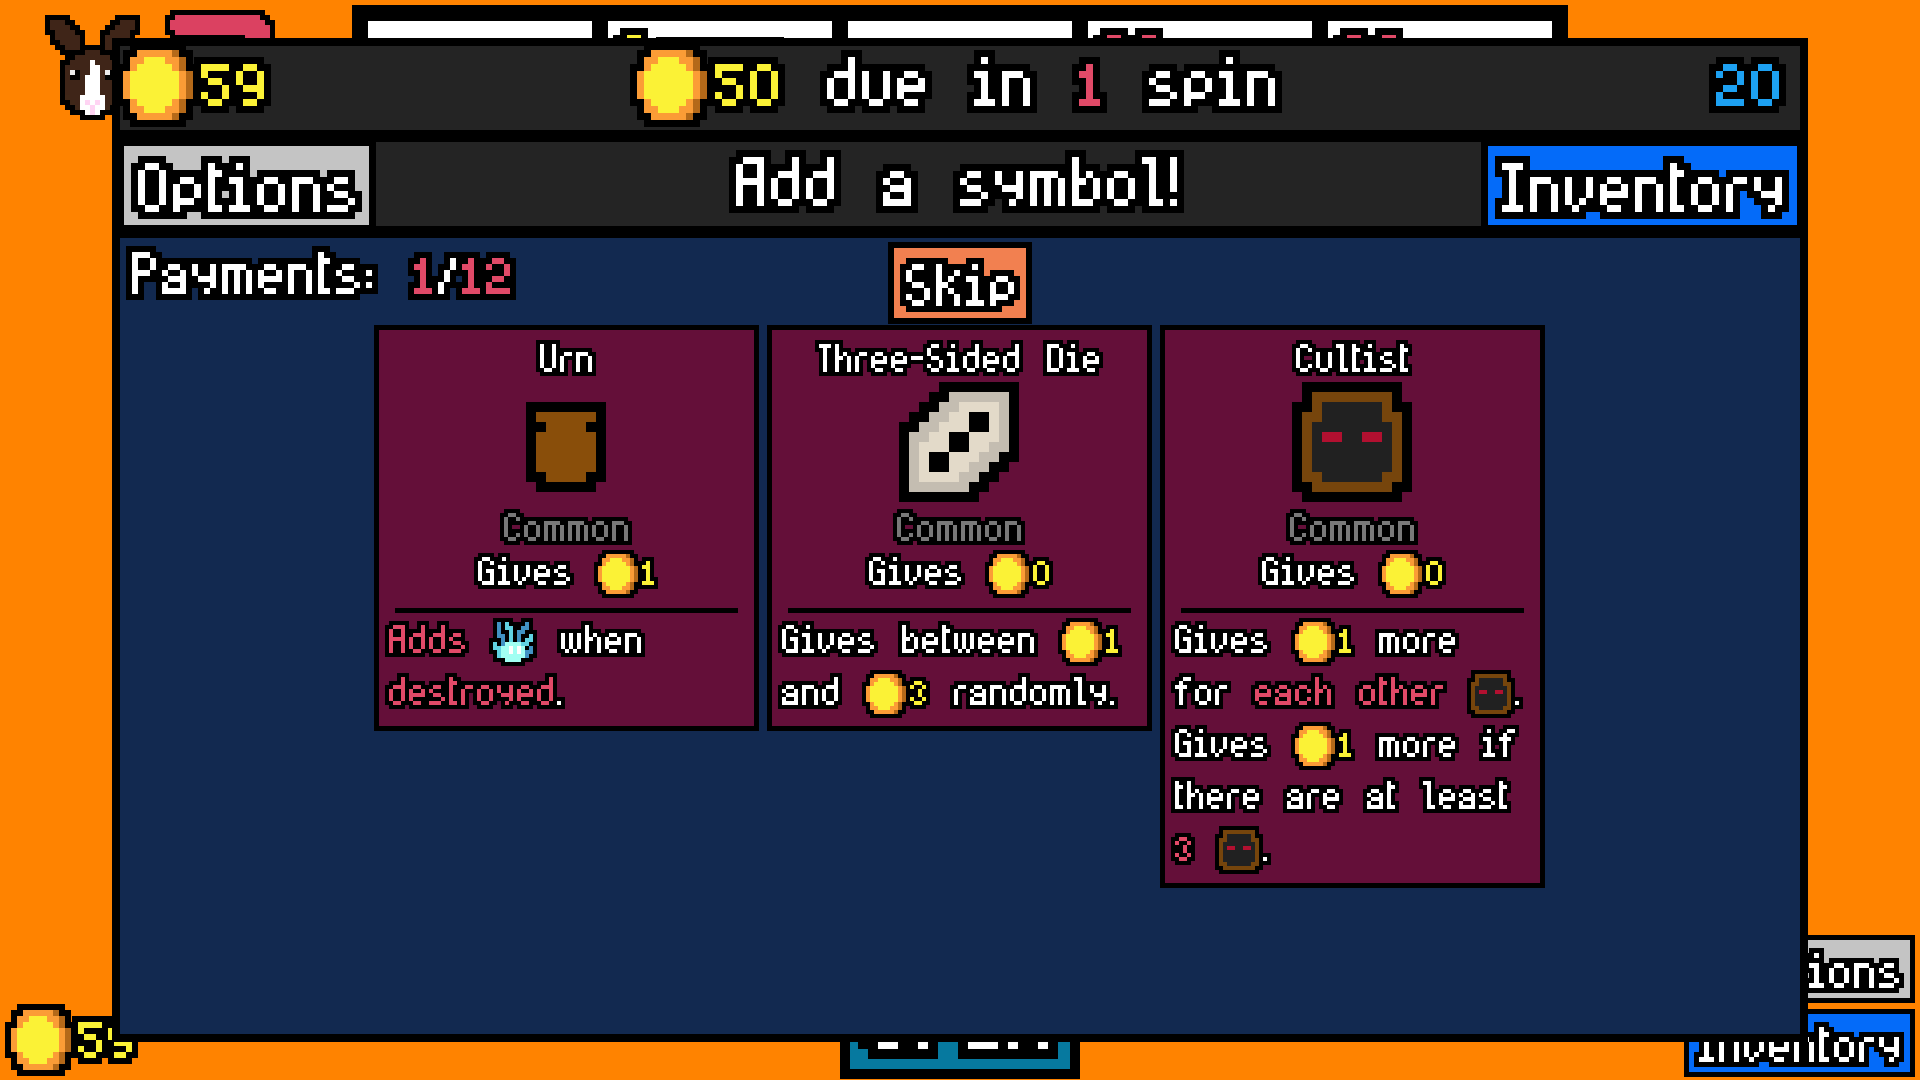 59 50 due in 1 spin 20
Options Add a symbol! Inventory
Payments: 1/12
Skip
Urn
Common
Gives 1
Adds when
destroyed.
Three-Sided Die
Common
Gives 0
Gives between 1
and 3 randomly.
Cultist
Common
Gives 0
Gives 1 more
for each other .
Gives 1 more if
there are at least
3 .
ions
59
Inventory